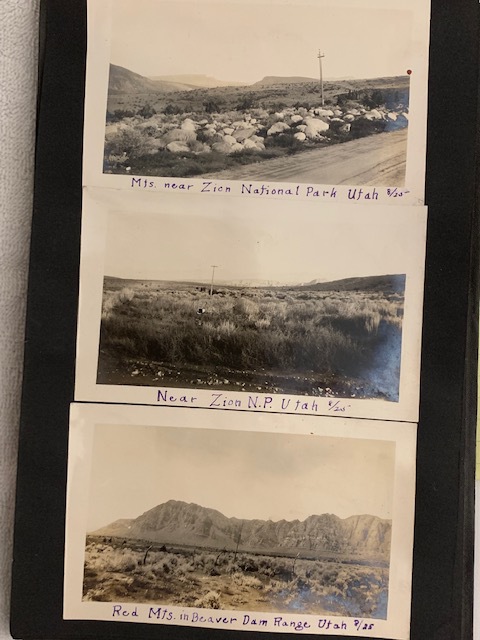 Mts. near Zion National Park Utah 8/25
Near Zion N.P. Utah 8/25
Red Mts. in Beaver Dam Range Utah 8/25